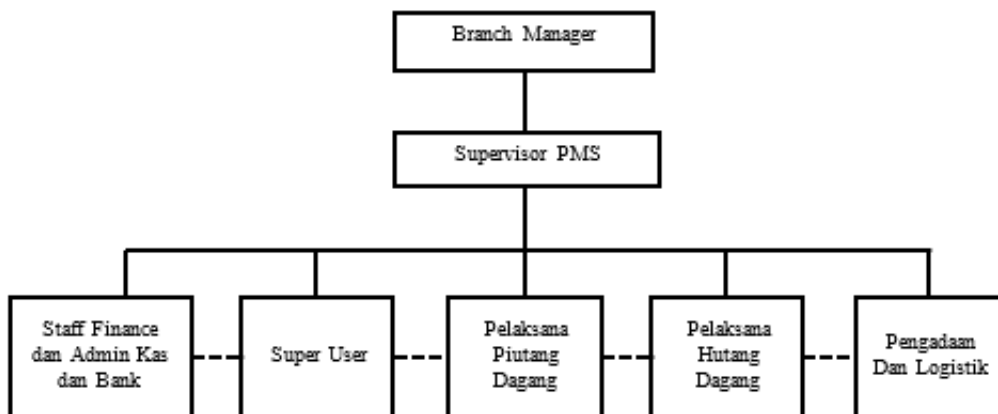 Branch Manager
Supervisor PMS
Staff Finance
dan Admin Kas
dan Bank
Super User
Pelaksana
Piutang
Dagang
Pelaksana
Hutang
Dagang
Pengadaan
Dan Logistik